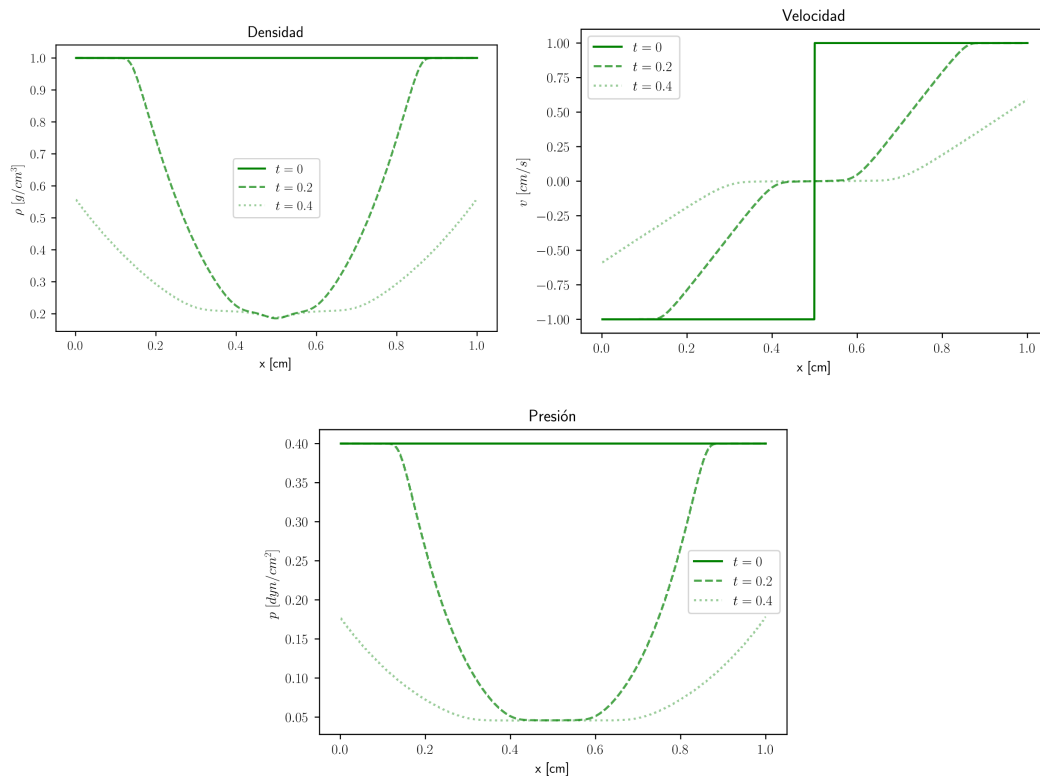 Densidad
1.0
0.9
0.8
0.7
0.6
0.5
0.4
0.3
0.2
ρ [g/cm³]
t = 0
t = 0.2
t = 0.4
0.0 0.2 0.4 0.6 0.8 1.0
x [cm]
Velocidad
1.00
0.75
0.50
0.25
0.00
−0.25
−0.50
−0.75
−1.00
v [cm/s]
t = 0
t = 0.2
t = 0.4
0.0 0.2 0.4 0.6 0.8 1.0
x [cm]
Presión
0.40
0.35
0.30
0.25
0.20
0.15
0.10
0.05
p [dyn/cm²]
t = 0
t = 0.2
t = 0.4
0.0 0.2 0.4 0.6 0.8 1.0
x [cm]